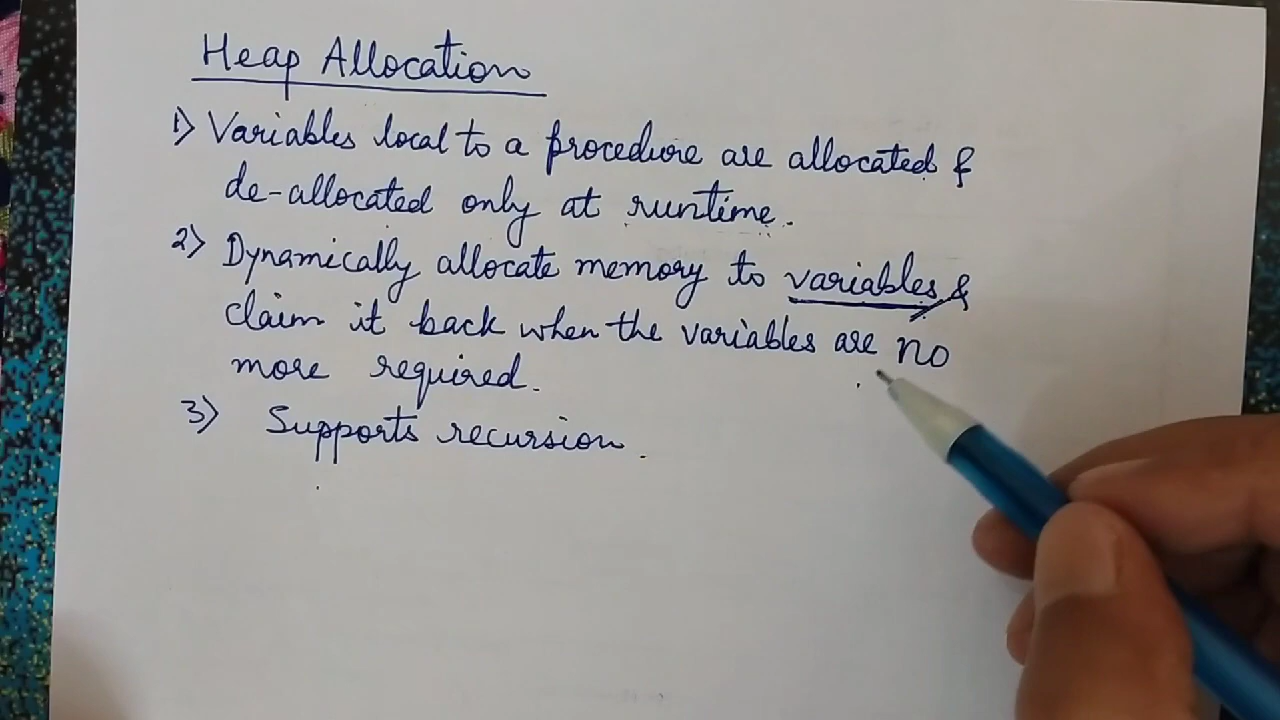 Heap Allocation
1) Variables local to a procedure are allocated &
de-allocated only at runtime.
2) Dynamically allocate memory to variables &
claim it back when the variables are no
more required.
3) Supports recursion.